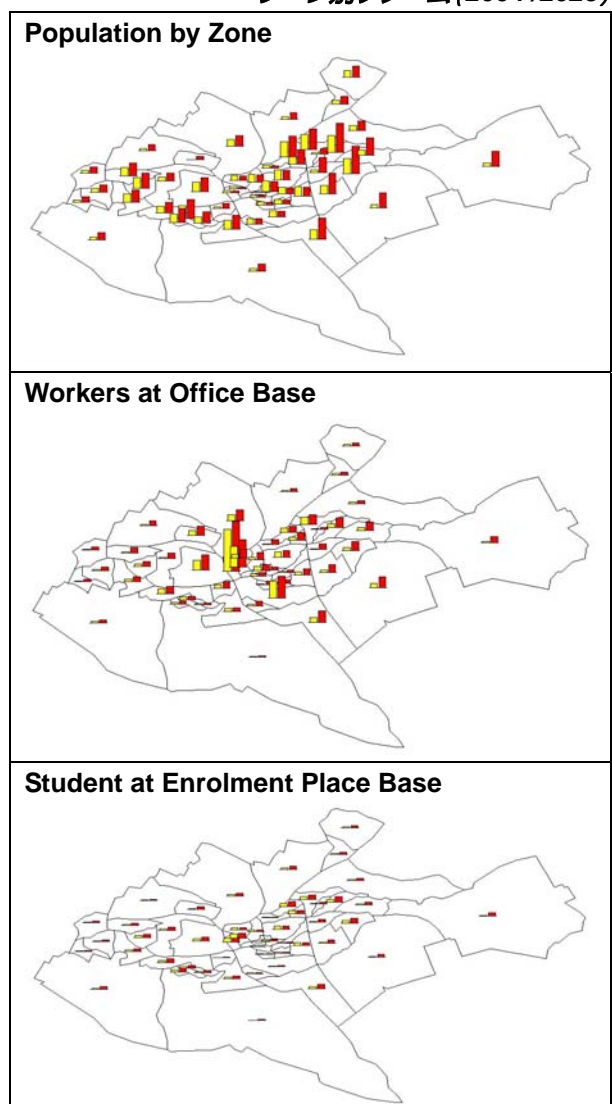 Population by Zone
Workers at Office Base
Student at Enrolment Place Base